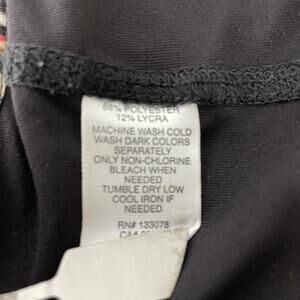 88% POLYESTER
12% LYCRA
MACHINE WASH COLD
WASH DARK COLORS
SEPARATELY
ONLY NON-CHLORINE
BLEACH WHEN
NEEDED
TUMBLE DRY LOW
COOL IRON IF
NEEDED
RN# 133078
CA#